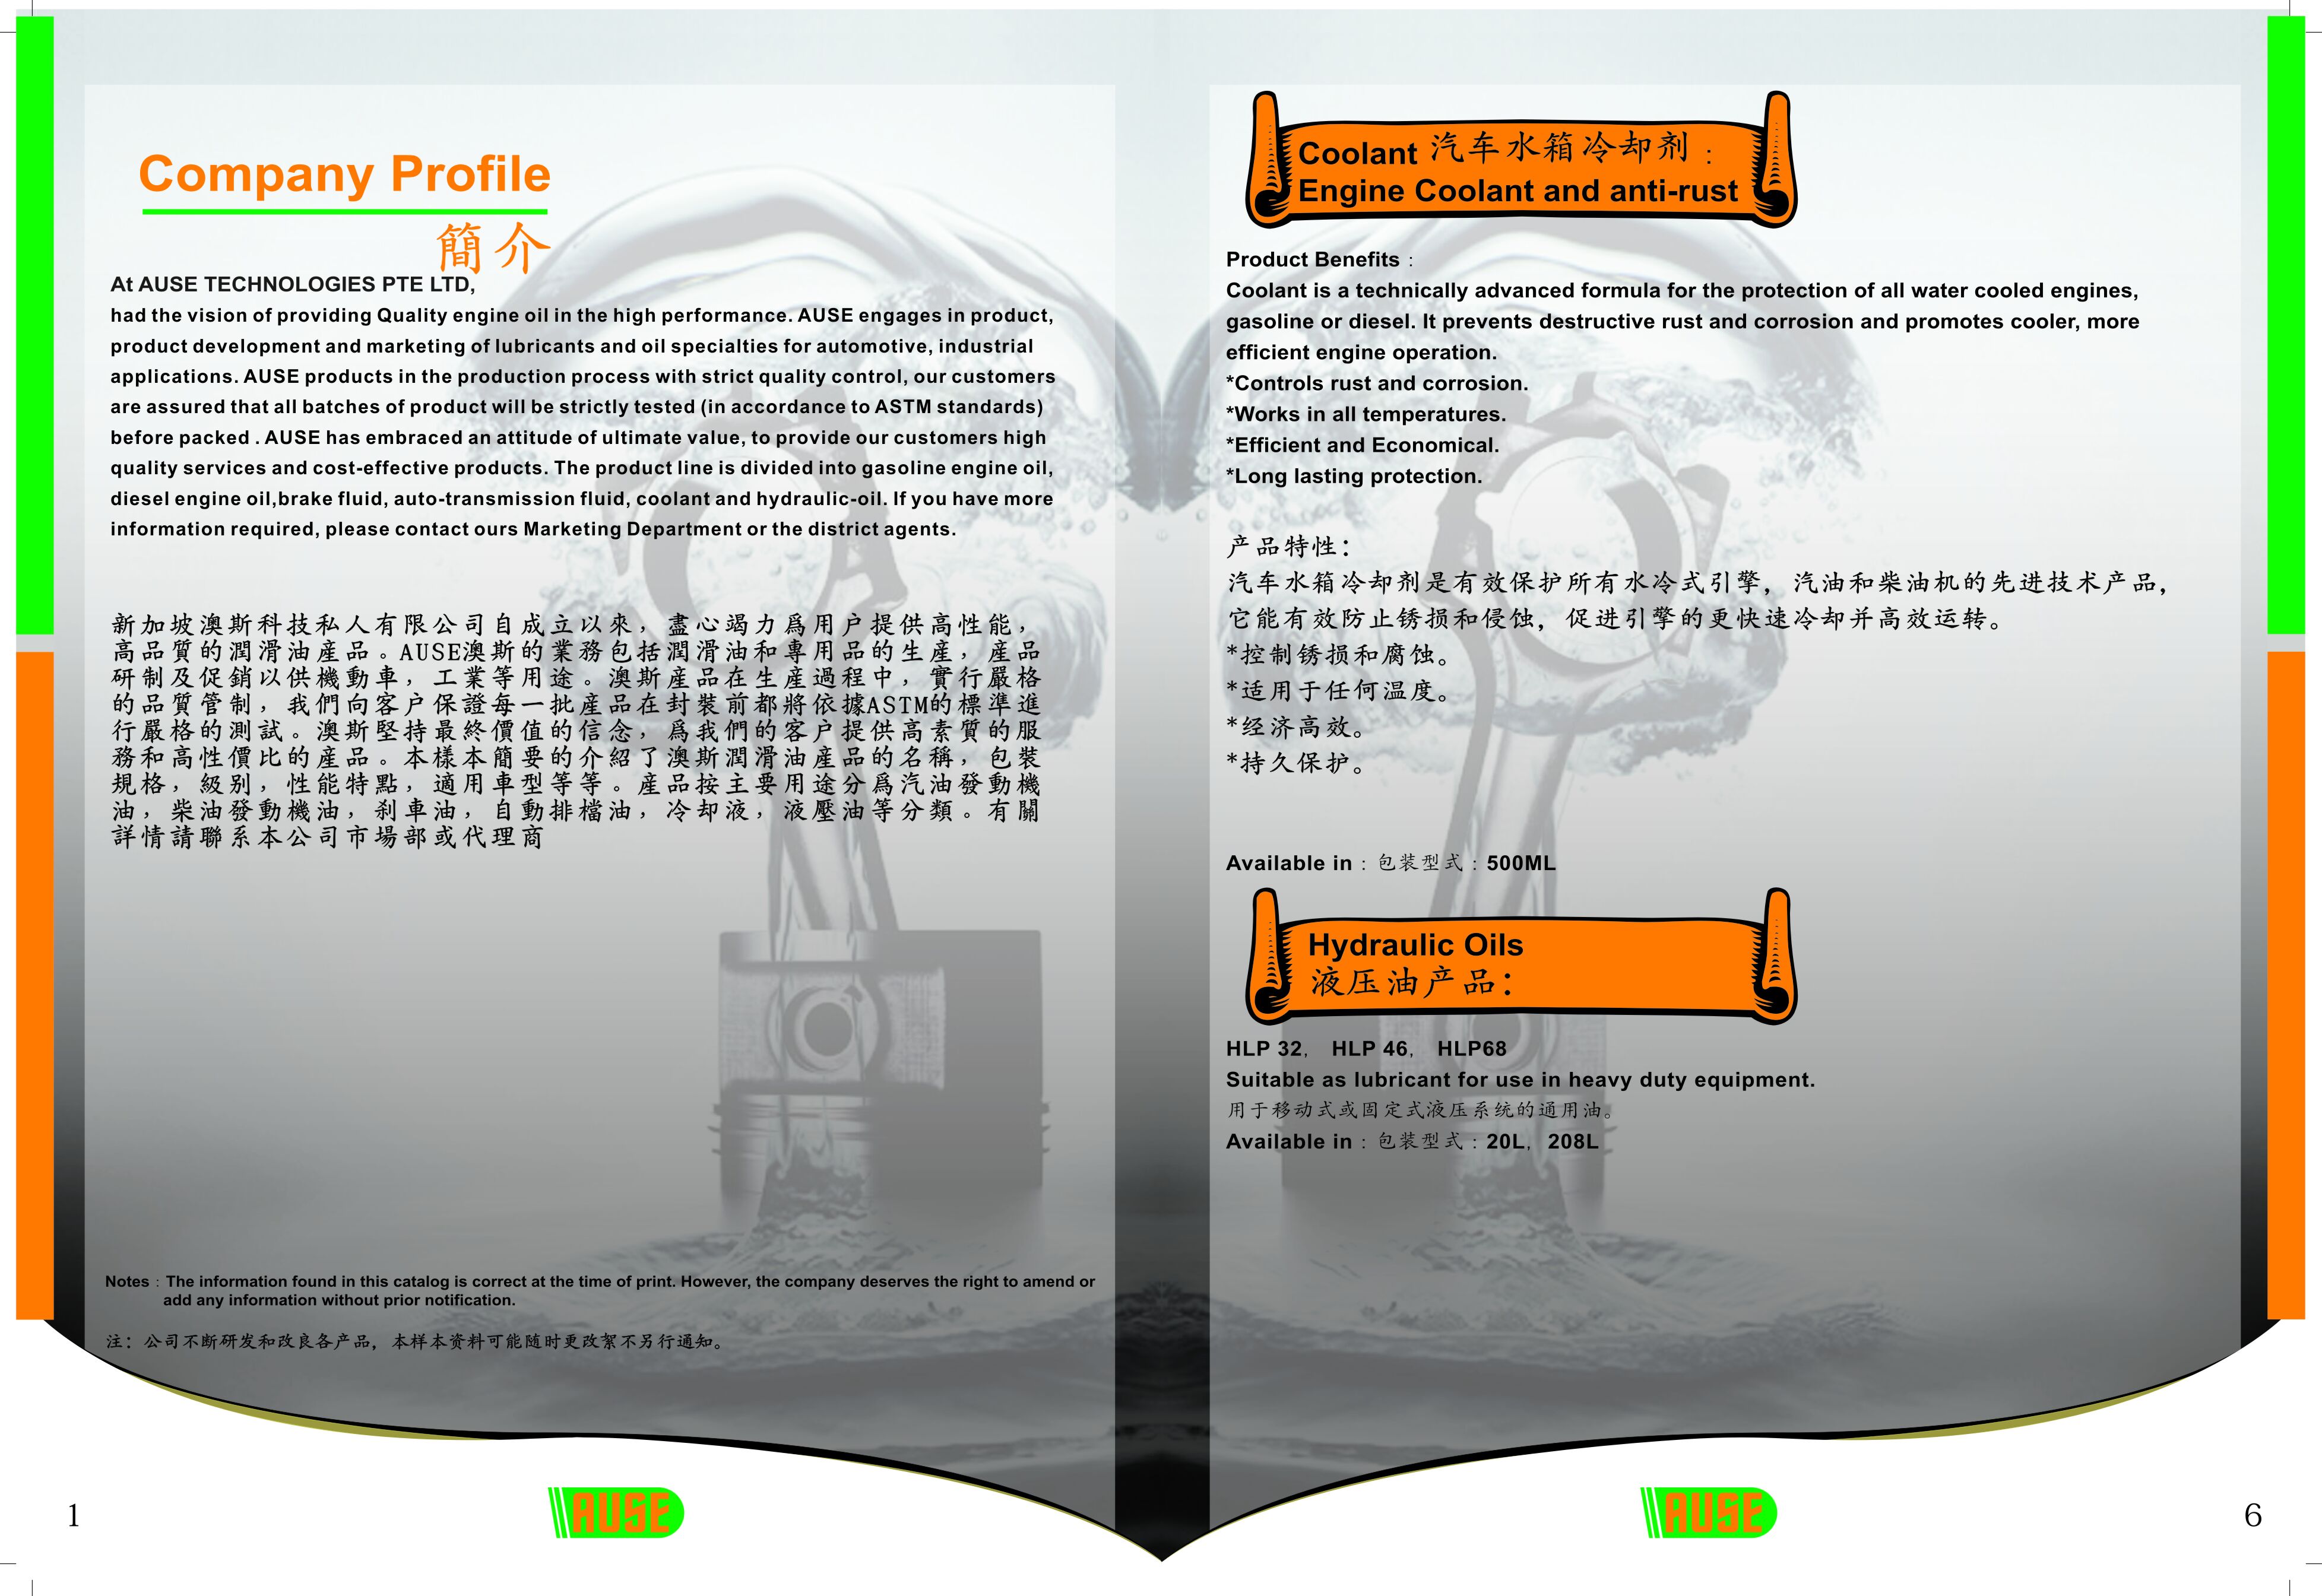 Company Profile
簡介
At AUSE TECHNOLOGIES PTE LTD,
had the vision of providing Quality engine oil in the high performance. AUSE engages in product,
product development and marketing of lubricants and oil specialties for automotive, industrial
applications. AUSE products in the production process with strict quality control, our customers
are assured that all batches of product will be strictly tested (in accordance to ASTM standards)
before packed . AUSE has embraced an attitude of ultimate value, to provide our customers high
quality services and cost-effective products. The product line is divided into gasoline engine oil,
diesel engine oil,brake fluid, auto-transmission fluid, coolant and hydraulic-oil. If you have more
information required, please contact ours Marketing Department or the district agents.
新加坡澳斯科技私人有限公司自成立以來，盡心竭力爲用户提供高性能，
高品質的潤滑油産品。AUSE澳斯的業務包括潤滑油和專用品的生産，産品
研制及促銷以供機動車，工業等用途。澳斯産品在生産過程中，實行嚴格
的品質管制，我們向客户保證每一批産品在封裝前都將依據ASTM的標準進
行嚴格的測試。澳斯堅持最終價值的信念，爲我們的客户提供高素質的服
務和高性價比的産品。本樣本簡要的介紹了澳斯潤滑油産品的名稱，包裝
規格，級别，性能特點，適用車型等等。産品按主要用途分爲汽油發動機
油，柴油發動機油，刹車油，自動排檔油，冷却液，液壓油等分類。有關
詳情請聯系本公司市場部或代理商
Notes：The information found in this catalog is correct at the time of print. However, the company deserves the right to amend or
add any information without prior notification.
注：公司不断研发和改良各产品，本样本资料可能随时更改絮不另行通知。
1
AUSE
Coolant 汽车水箱冷却剂：
Engine Coolant and anti-rust
Product Benefits：
Coolant is a technically advanced formula for the protection of all water cooled engines,
gasoline or diesel. It prevents destructive rust and corrosion and promotes cooler, more
efficient engine operation.
*Controls rust and corrosion.
*Works in all temperatures.
*Efficient and Economical.
*Long lasting protection.
产品特性：
汽车水箱冷却剂是有效保护所有水冷式引擎，汽油和柴油机的先进技术产品，
它能有效防止锈损和侵蚀，促进引擎的更快速冷却并高效运转。
*控制锈损和腐蚀。
*适用于任何温度。
*经济高效。
*持久保护。
Available in：包装型式：500ML
Hydraulic Oils
液压油产品：
HLP 32， HLP 46， HLP68
Suitable as lubricant for use in heavy duty equipment.
用于移动式或固定式液压系统的通用油。
Available in：包装型式：20L，208L
AUSE
6